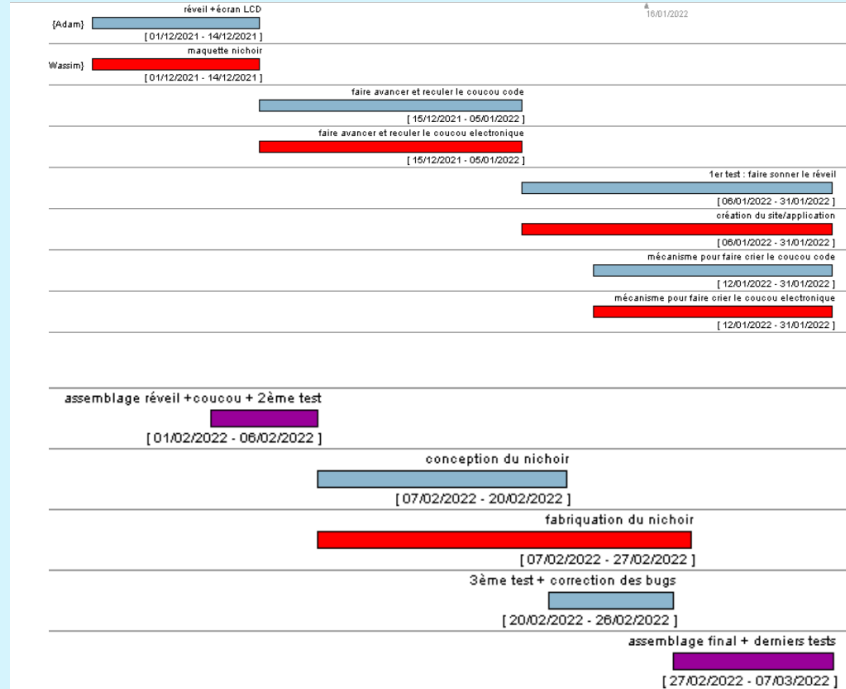 réveil +écran LCD
16/01/2022
{Adam}
[ 01/12/2021 - 14/12/2021 ]
maquette nichoir
Wassim}
[ 01/12/2021 - 14/12/2021 ]
faire avancer et reculer le coucou code
[ 15/12/2021 - 05/01/2022 ]
faire avancer et reculer le coucou electronique
[ 15/12/2021 - 05/01/2022 ]
1er test : faire sonner le réveil
[ 06/01/2022 - 31/01/2022 ]
création du site/application
[ 06/01/2022 - 31/01/2022 ]
mécanisme pour faire crier le coucou code
[ 12/01/2022 - 31/01/2022 ]
mécanisme pour faire crier le coucou electronique
[ 12/01/2022 - 31/01/2022 ]
assemblage réveil +coucou + 2ème test
[ 01/02/2022 - 06/02/2022 ]
conception du nichoir
[ 07/02/2022 - 20/02/2022 ]
fabriquation du nichoir
[ 07/02/2022 - 27/02/2022 ]
3ème test + correction des bugs
[ 20/02/2022 - 26/02/2022 ]
assemblage final + derniers tests
[ 27/02/2022 - 07/03/2022 ]